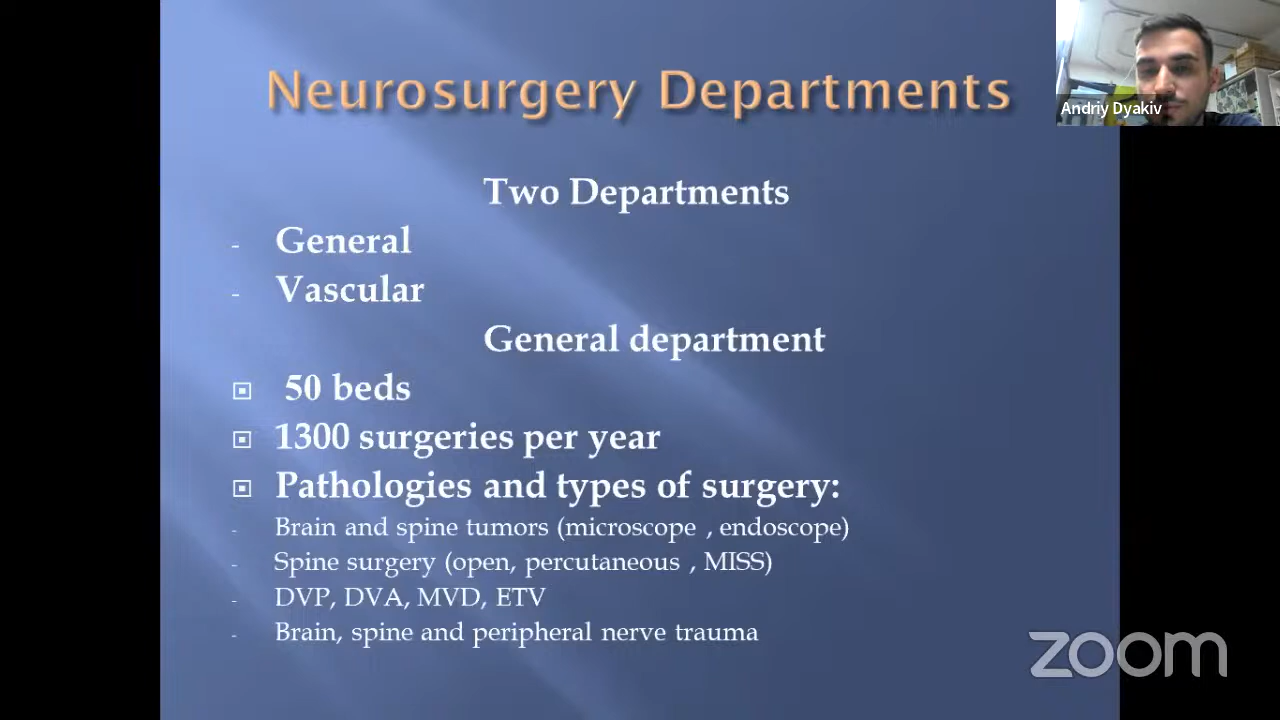 Neurosurgery Departments
Andriy Dyakiv
Two Departments
- General
- Vascular
General department
50 beds
1300 surgeries per year
Pathologies and types of surgery:
- Brain and spine tumors (microscope , endoscope)
- Spine surgery (open, percutaneous , MISS)
- DVP, DVA, MVD, ETV
- Brain, spine and peripheral nerve trauma
zoom